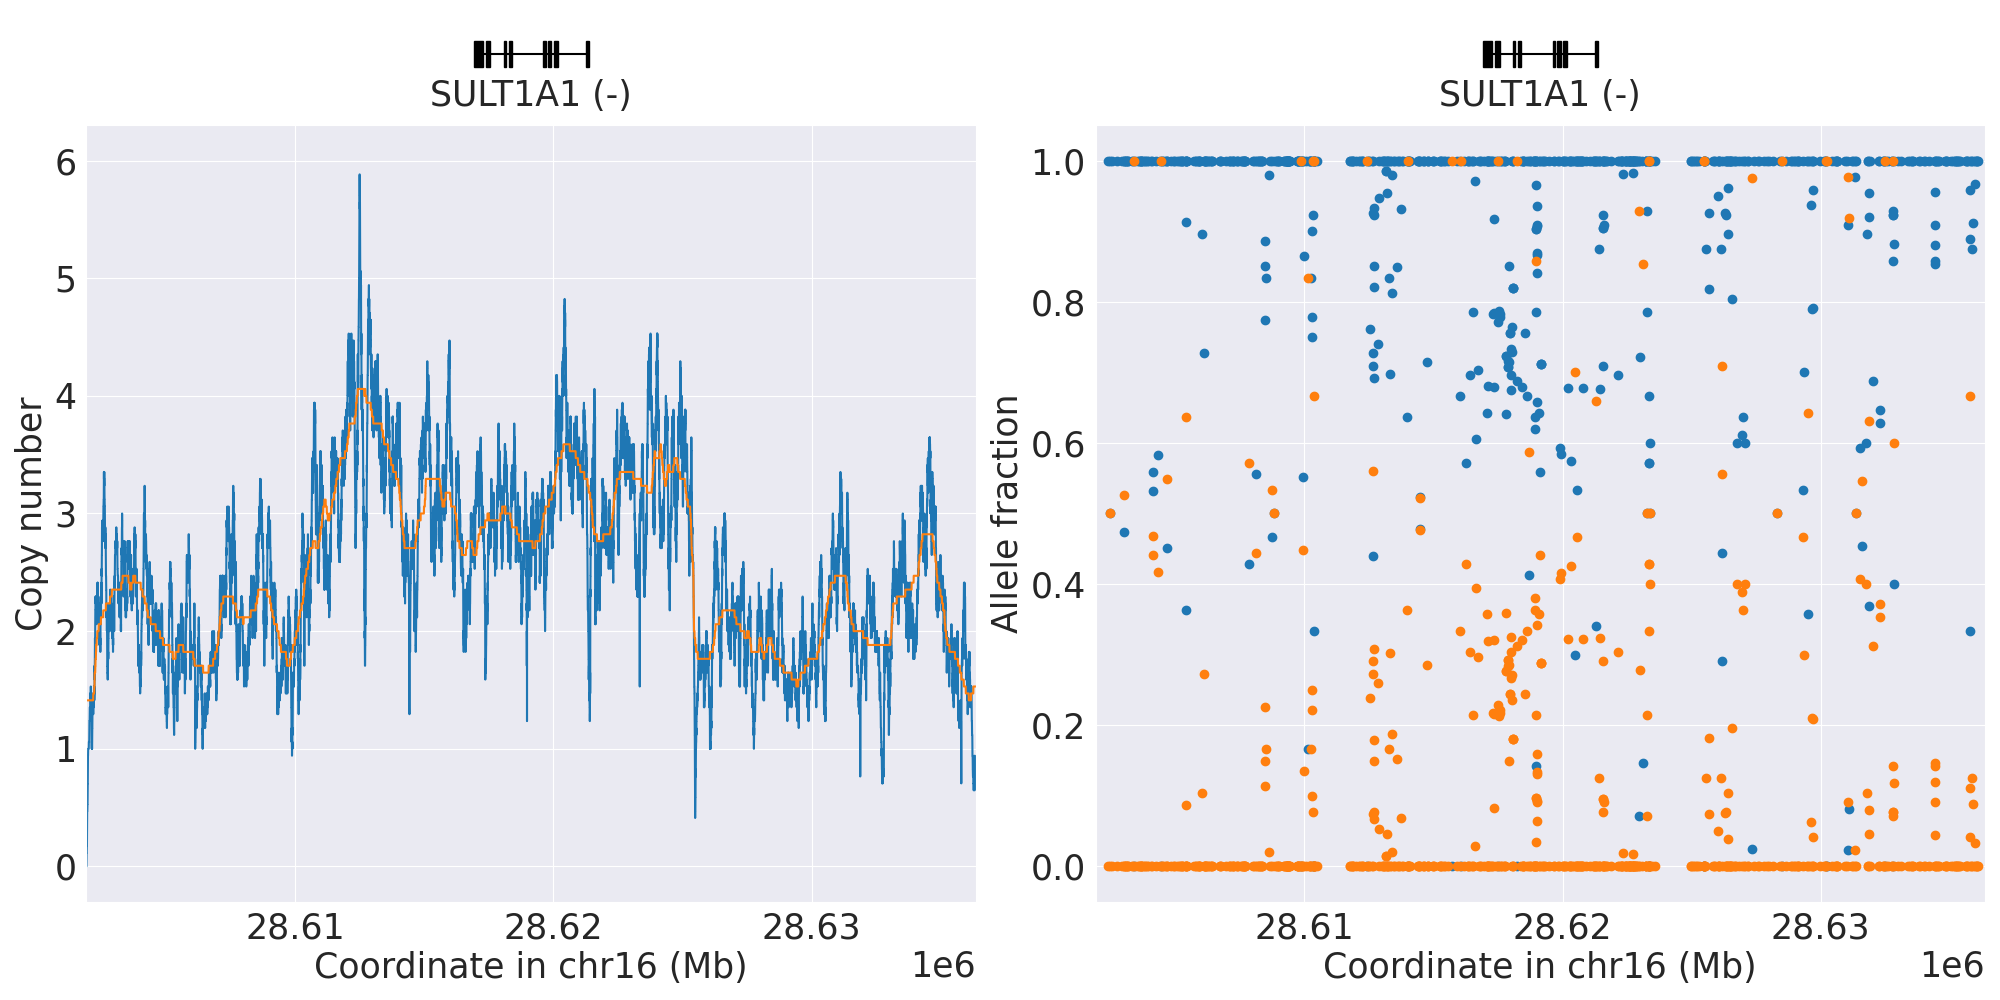 SULT1A1 (-)
Copy number
6
5
4
3
2
1
0
28.61
28.62
28.63
Coordinate in chr16 (Mb)
1e6
SULT1A1 (-)
Allele fraction
1.0
0.8
0.6
0.4
0.2
0.0
28.61
28.62
28.63
Coordinate in chr16 (Mb)
1e6